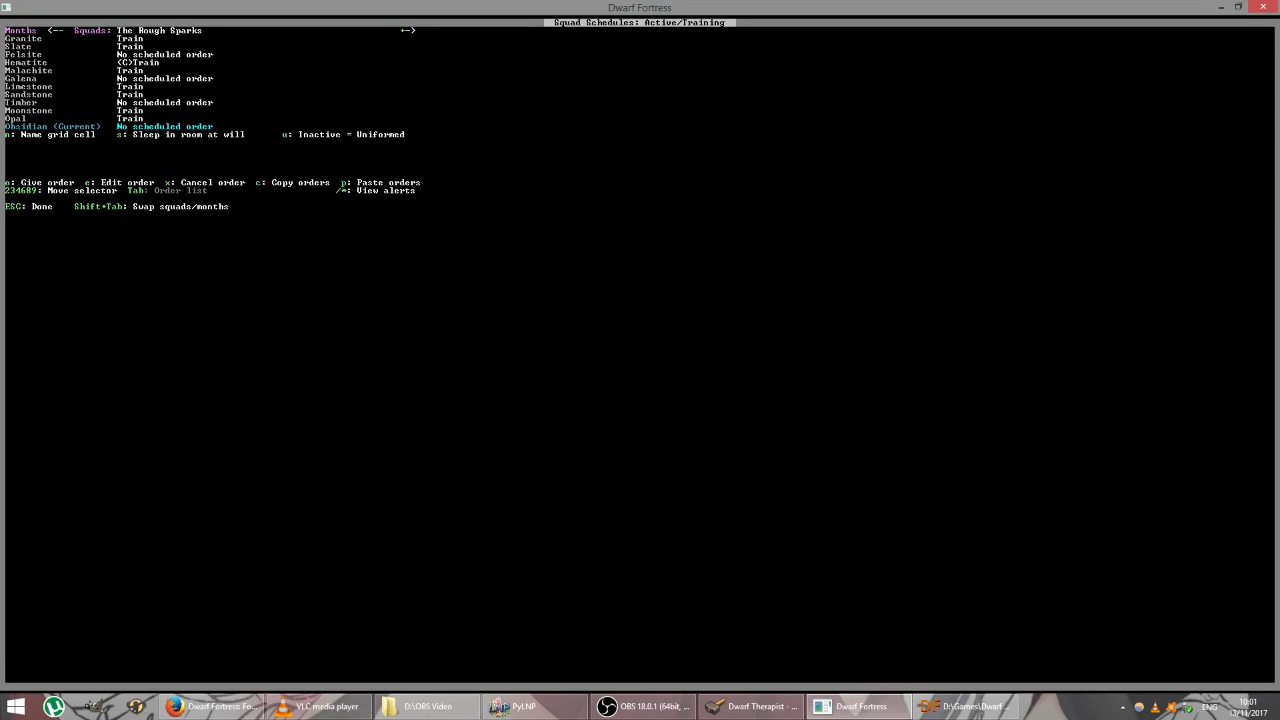 Dwarf Fortress
Squad Schedules: Active/Training
Months <-- Squads: The Rough Sparks +->
Granite Train
Slate Train
Felsite No scheduled order
Hematite (C)Train
Malachite Train
Galena No scheduled order
Limestone Train
Sandstone Train
Timber No scheduled order
Moonstone Train
Opal Train
Obsidian (Current) No scheduled order
n: Name grid cell s: Sleep in room at will u: Inactive = Uniformed
o: Give order e: Edit order x: Cancel order c: Copy orders p: Paste orders
234689: Move selector Tab: Order list /*: View alerts
ESC: Done Shift+Tab: Swap squads/months
Dwarf Fortress: Fo... VLC media player D:\OBS Video PyLNP OBS 18.0.1 (64bit, ... Dwarf Therapist - ... Dwarf Fortress D:\Games\Dwarf ... ENG 10:01
13/11/2017